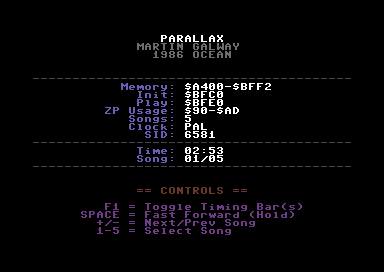 PARALLAX
MARTIN GALWAY
1986 OCEAN
Memory: $A400-$BFF2
Init: $BFC0
Play: $BFE0
ZP Usage: $90-$AD
Songs: 5
Clock: PAL
SID: 6581
Time: 02:53
Song: 01/05
== CONTROLS ==
F1 = Toggle Timing Bar(s)
SPACE = Fast Forward (Hold)
+/- = Next/Prev Song
1-5 = Select Song